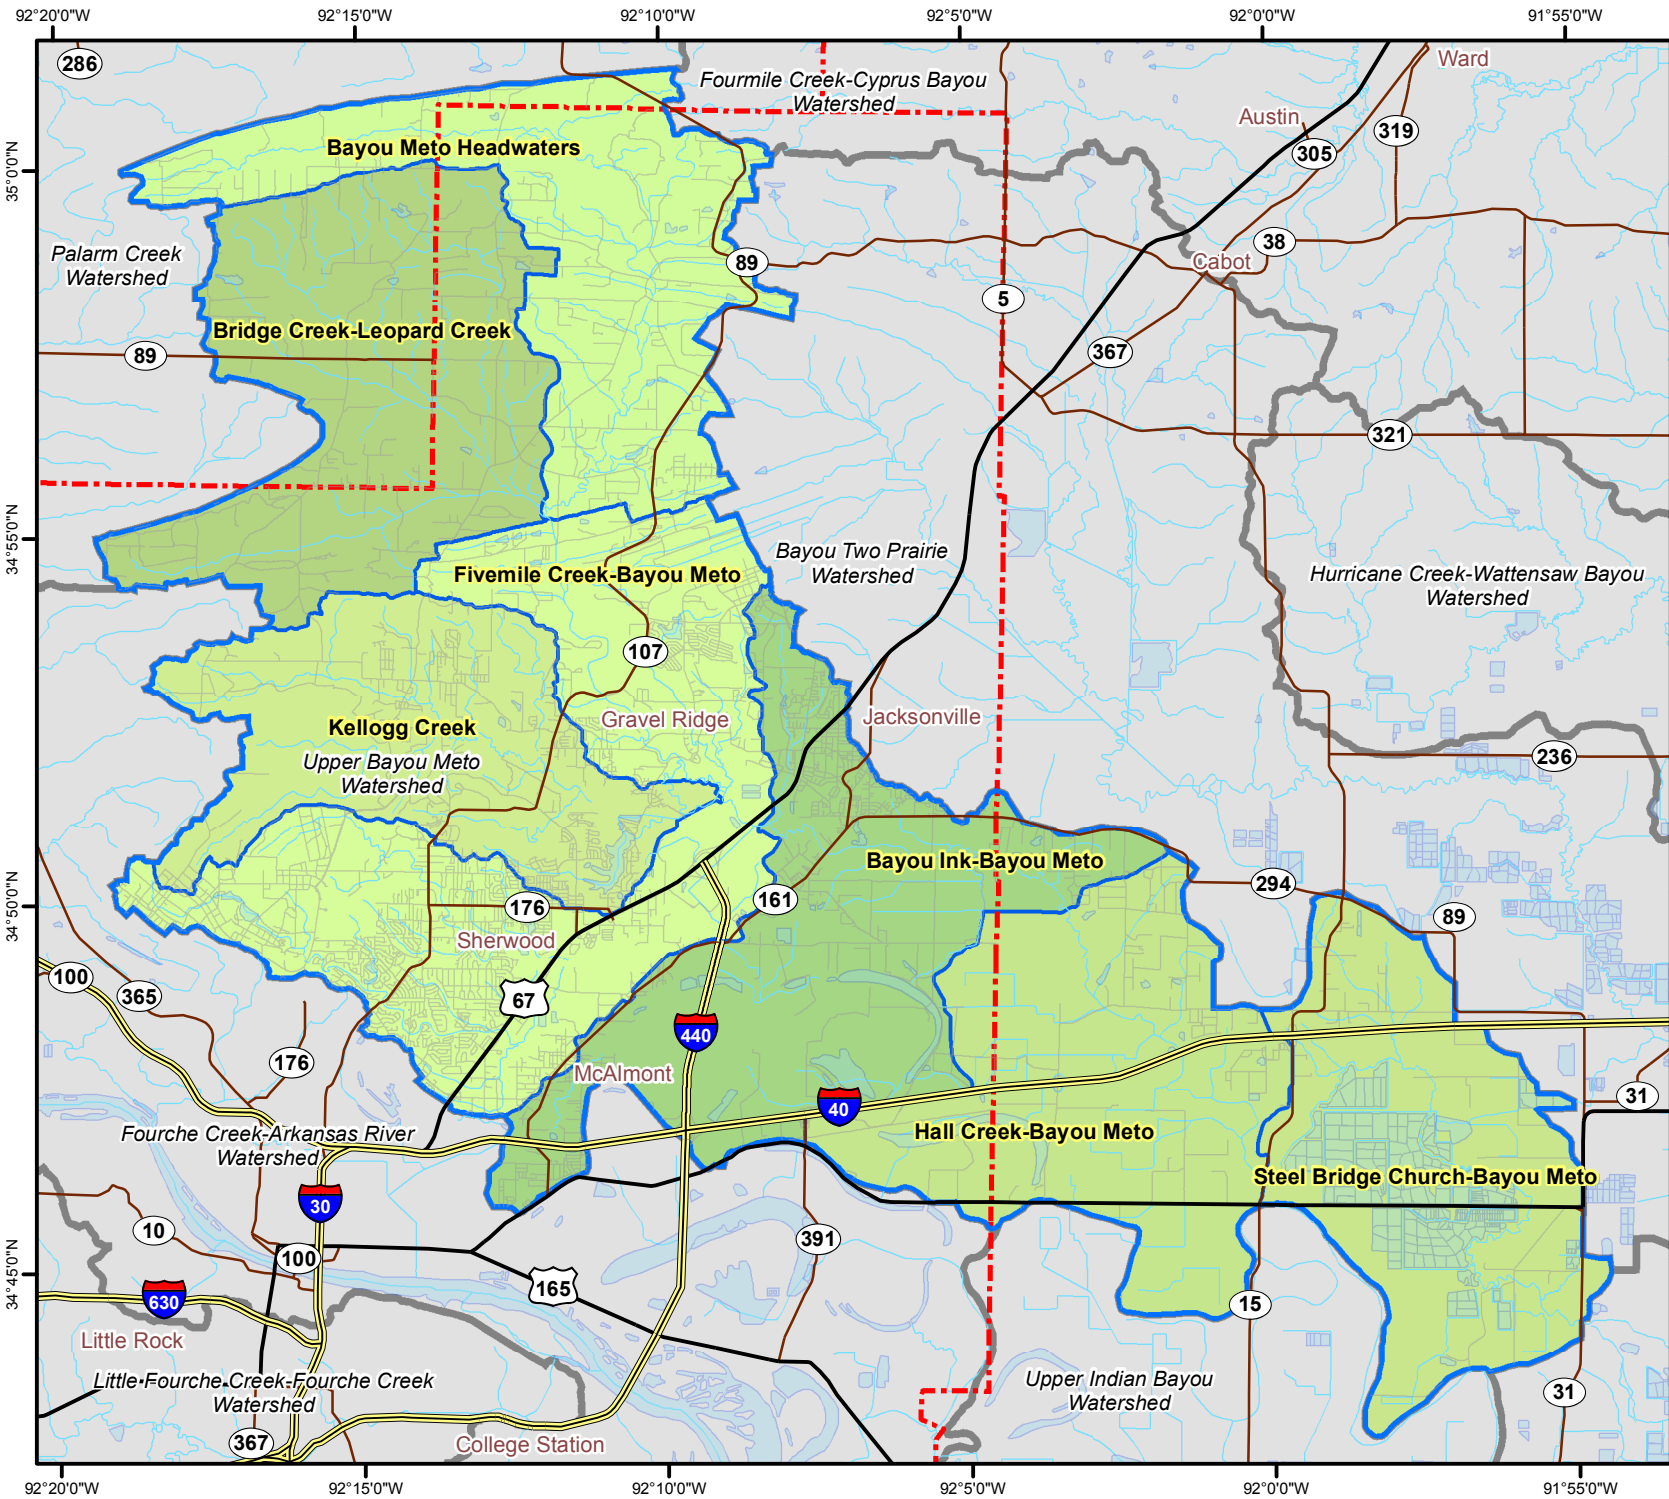 92°20'0"W
92°15'0"W
92°10'0"W
92°5'0"W
92°0'0"W
91°55'0"W
286
Fourmile Creek-Cyprus Bayou
Watershed
Ward
Austin
319
305
Bayou Meto Headwaters
35°0'0"N
Palarm Creek
Watershed
89
38
Cabot
5
Bridge Creek-Leopard Creek
89
367
321
34°55'0"N
Bayou Two Prairie
Watershed
Fivemile Creek-Bayou Meto
Hurricane Creek-Wattensaw Bayou
Watershed
107
Gravel Ridge
Jacksonville
Kellogg Creek
Upper Bayou Meto
Watershed
236
Bayou Ink-Bayou Meto
294
34°50'0"N
176
161
89
Sherwood
100
365
67
440
176
McAlmont
40
31
Fourche Creek-Arkansas River
Watershed
Hall Creek-Bayou Meto
Steel Bridge Church-Bayou Meto
30
10
100
391
34°45'0"N
165
630
15
Little Rock
Little Fourche Creek-Fourche Creek
Watershed
Upper Indian Bayou
Watershed
31
367
College Station
92°20'0"W
92°15'0"W
92°10'0"W
92°5'0"W
92°0'0"W
91°55'0"W